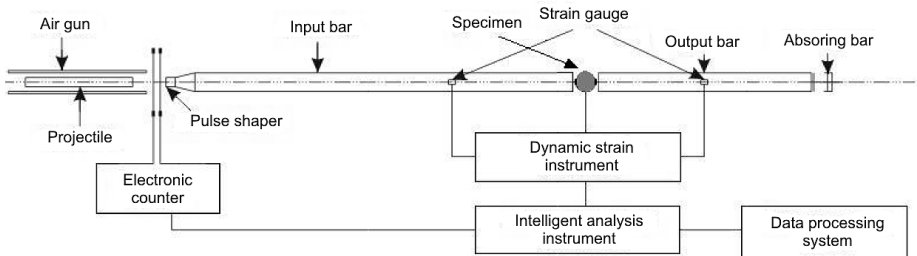 Air gun
Projectile
Pulse shaper
Input bar
Specimen
Strain gauge
Output bar
Absoring bar
Electronic
counter
Dynamic strain
instrument
Intelligent analysis
instrument
Data processing
system